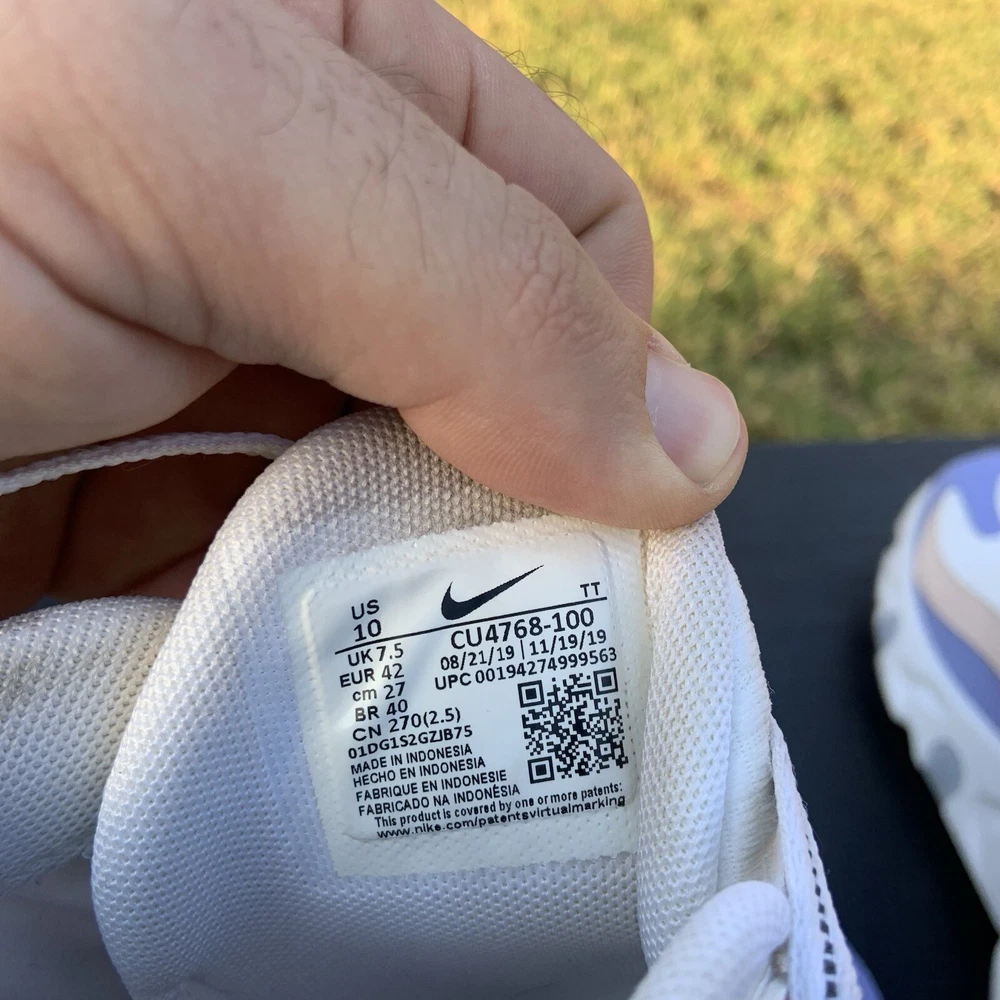 US
10
TT
CU4768-100
UK 7.5
08/21/19 | 11/19/19
EUR 42
UPC 00194274999563
cm 27
BR 40
CN 270(2.5)
01DG1S2GZJB75
MADE IN INDONESIA
HECHO EN INDONESIA
FABRIQUE EN INDONESIE
FABRICADO NA INDONÉSIA
This product is covered by one or more patents:
www.nike.com/patentsvirtualmarking